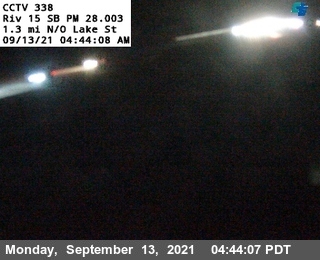 CCTV 338
Riv 15 SB PM 28.003
1.3 mi N/O Lake St
09/13/21 04:44:08 AM
Monday, September 13, 2021 04:44:07 PDT